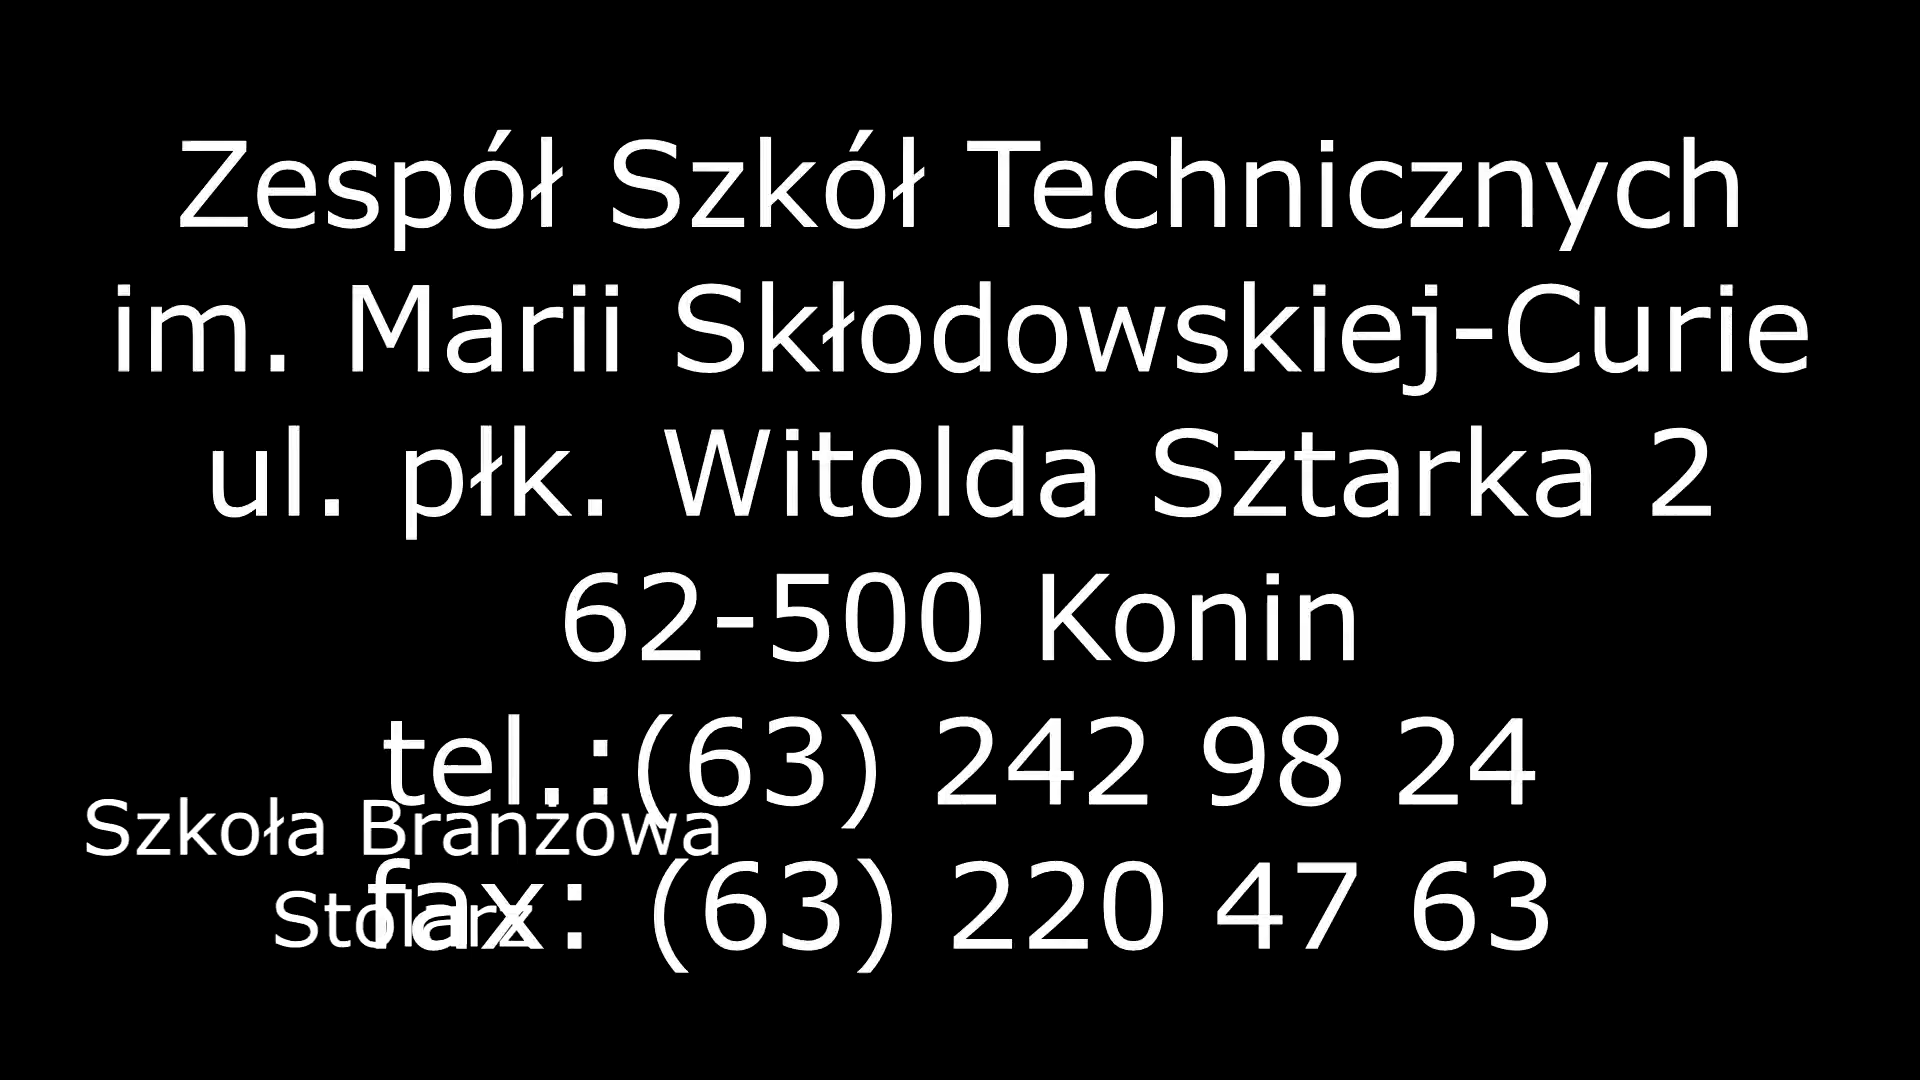 Zespół Szkół Technicznych
im. Marii Skłodowskiej-Curie
ul. płk. Witolda Sztarka 2
62-500 Konin
tel.:(63) 242 98 24
Szkoła Branżowa
fax: (63) 220 47 63
Stolarz